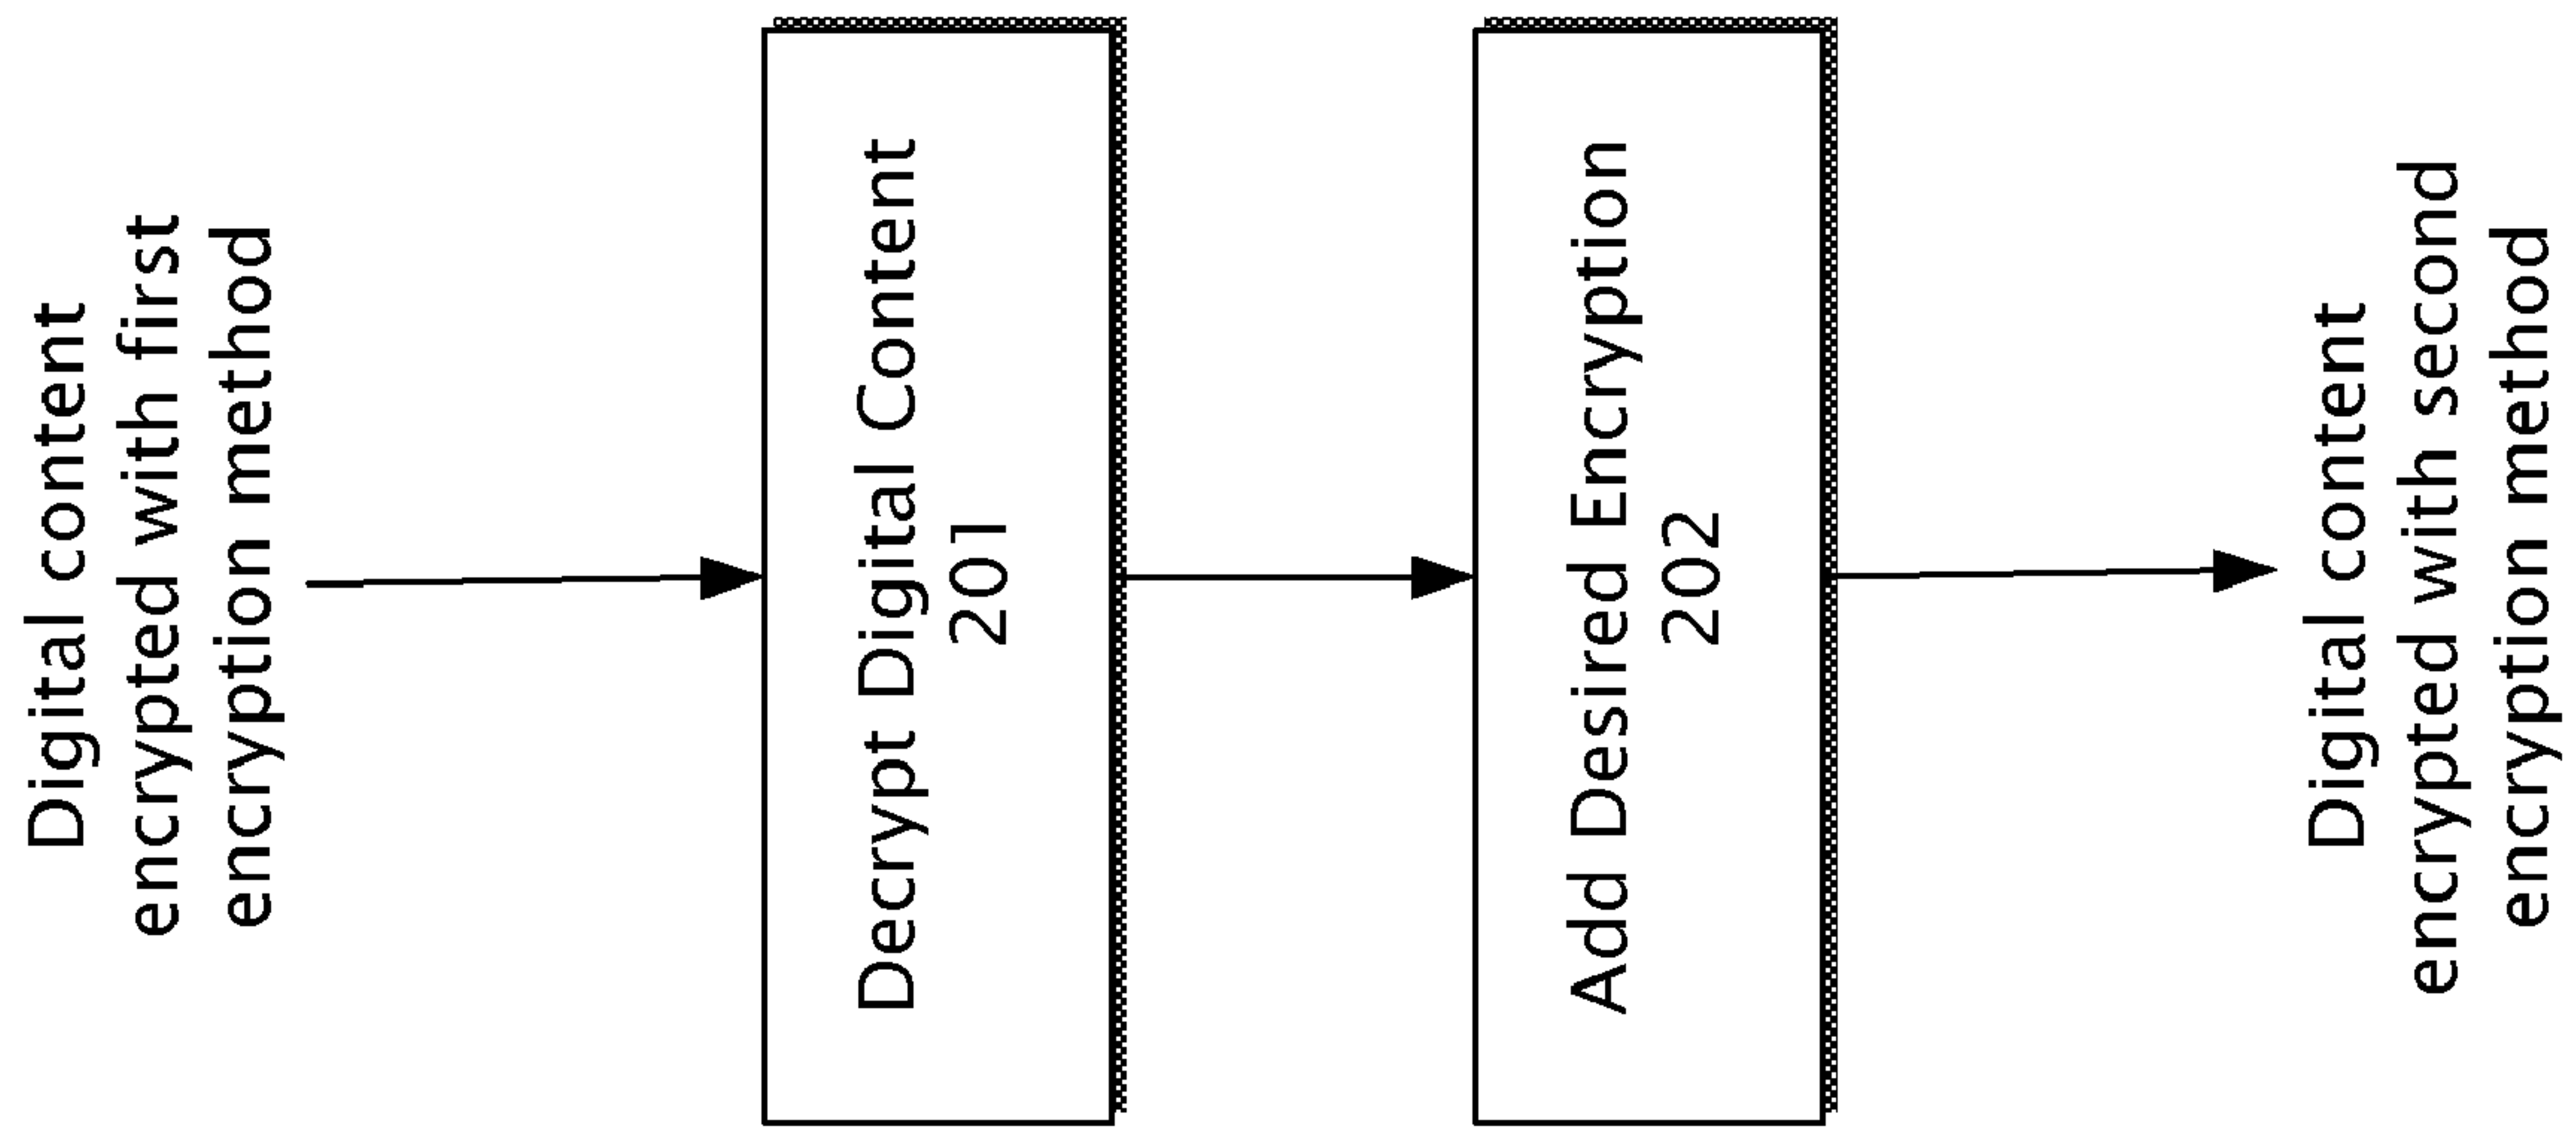 Digital content
encrypted with first
encryption method
Decrypt Digital Content
201
Add Desired Encryption
202
Digital content
encrypted with second
encryption method